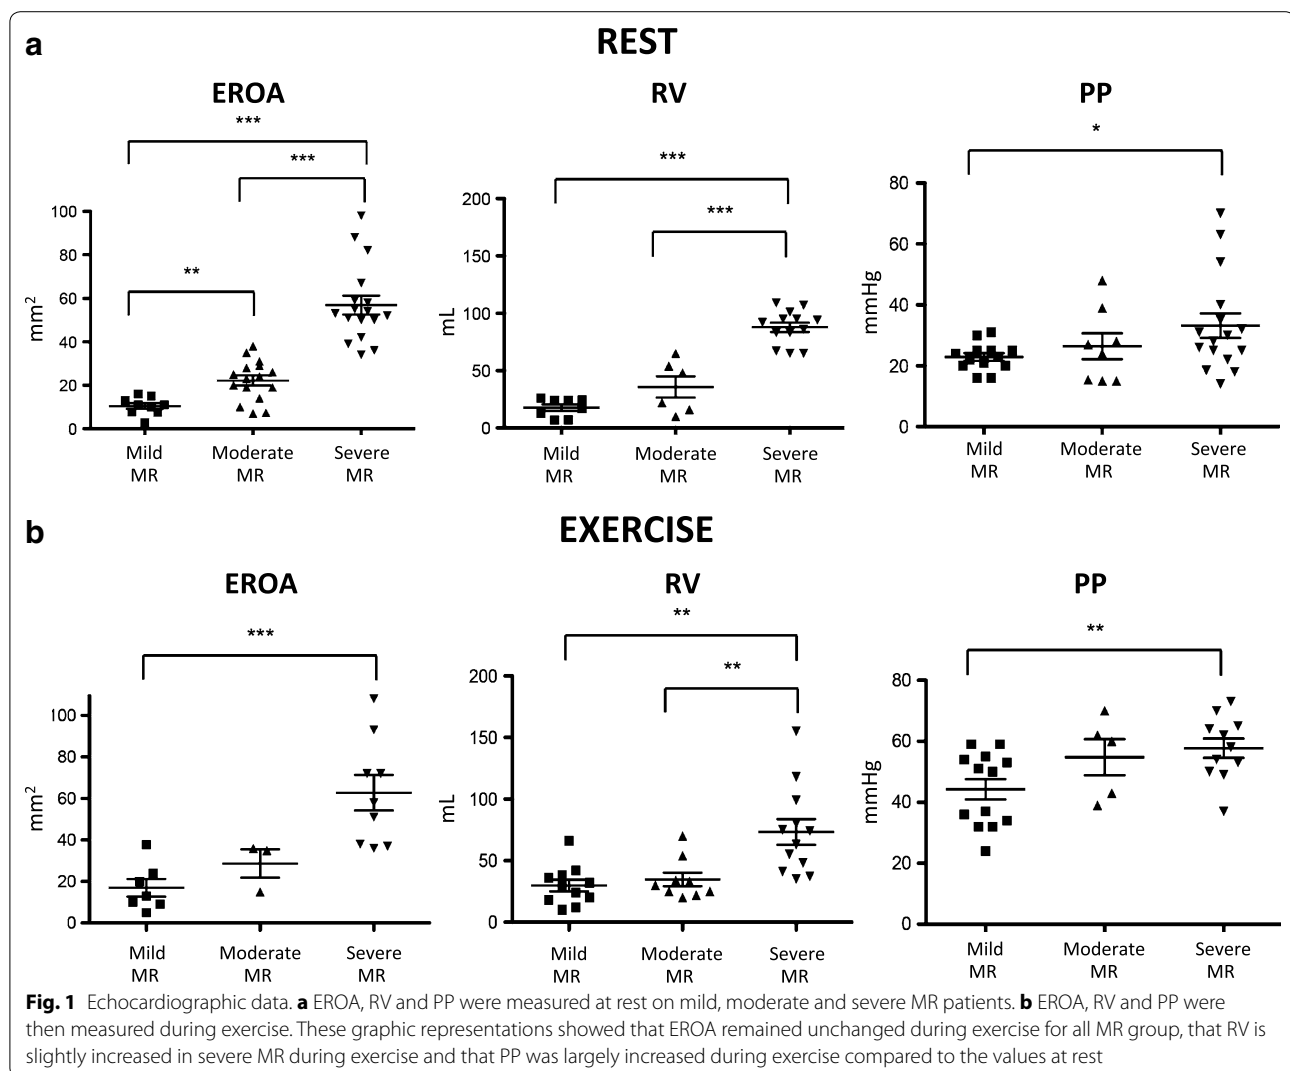 a
REST
EROA
RV
PP
***
***
**
mm2
100
80
60
40
20
0
Mild MR
Moderate MR
Severe MR
***
***
mL
200
150
100
50
0
Mild MR
Moderate MR
Severe MR
*
mmHg
80
60
40
20
0
Mild MR
Moderate MR
Severe MR
b
EXERCISE
EROA
RV
PP
***
mm2
100
80
60
40
20
0
Mild MR
Moderate MR
Severe MR
**
**
mL
200
150
100
50
0
Mild MR
Moderate MR
Severe MR
**
mmHg
80
60
40
20
0
Mild MR
Moderate MR
Severe MR
Fig. 1 Echocardiographic data. a EROA, RV and PP were measured at rest on mild, moderate and severe MR patients. b EROA, RV and PP were
then measured during exercise. These graphic representations showed that EROA remained unchanged during exercise for all MR group, that RV is
slightly increased in severe MR during exercise and that PP was largely increased during exercise compared to the values at rest